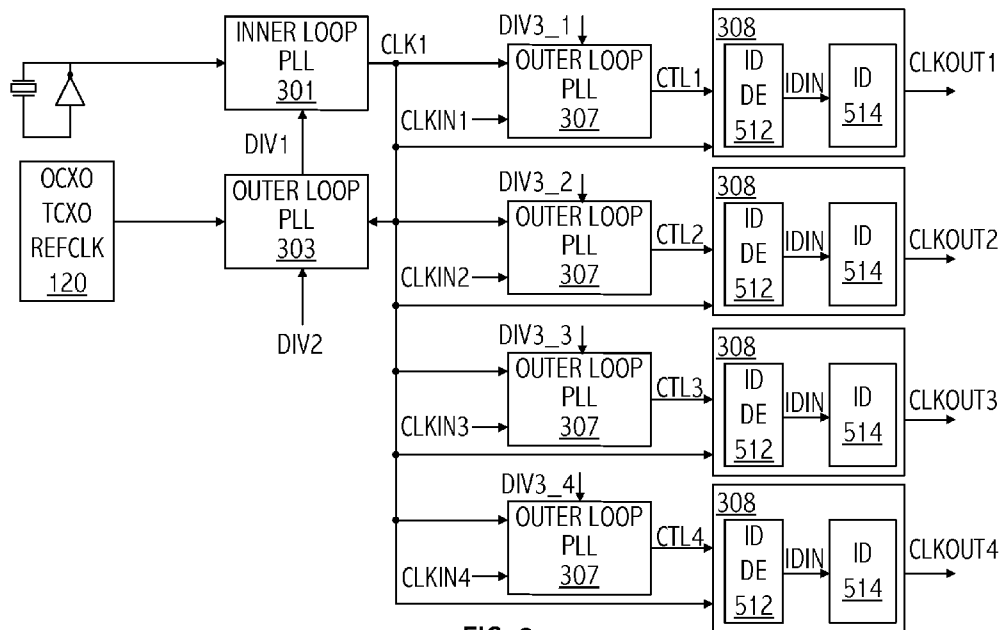 INNER LOOP
PLL
301
CLK1
DIV1
OCXO
TCXO
REFCLK
120
OUTER LOOP
PLL
303
DIV2
DIV3_1
OUTER LOOP
PLL
307
CLKIN1
CTL1
308
ID
DE
512
IDIN
ID
514
CLKOUT1
DIV3_2
OUTER LOOP
PLL
307
CLKIN2
CTL2
308
ID
DE
512
IDIN
ID
514
CLKOUT2
DIV3_3
OUTER LOOP
PLL
307
CLKIN3
CTL3
308
ID
DE
512
IDIN
ID
514
CLKOUT3
DIV3_4
OUTER LOOP
PLL
307
CLKIN4
CTL4
308
ID
DE
512
IDIN
ID
514
CLKOUT4